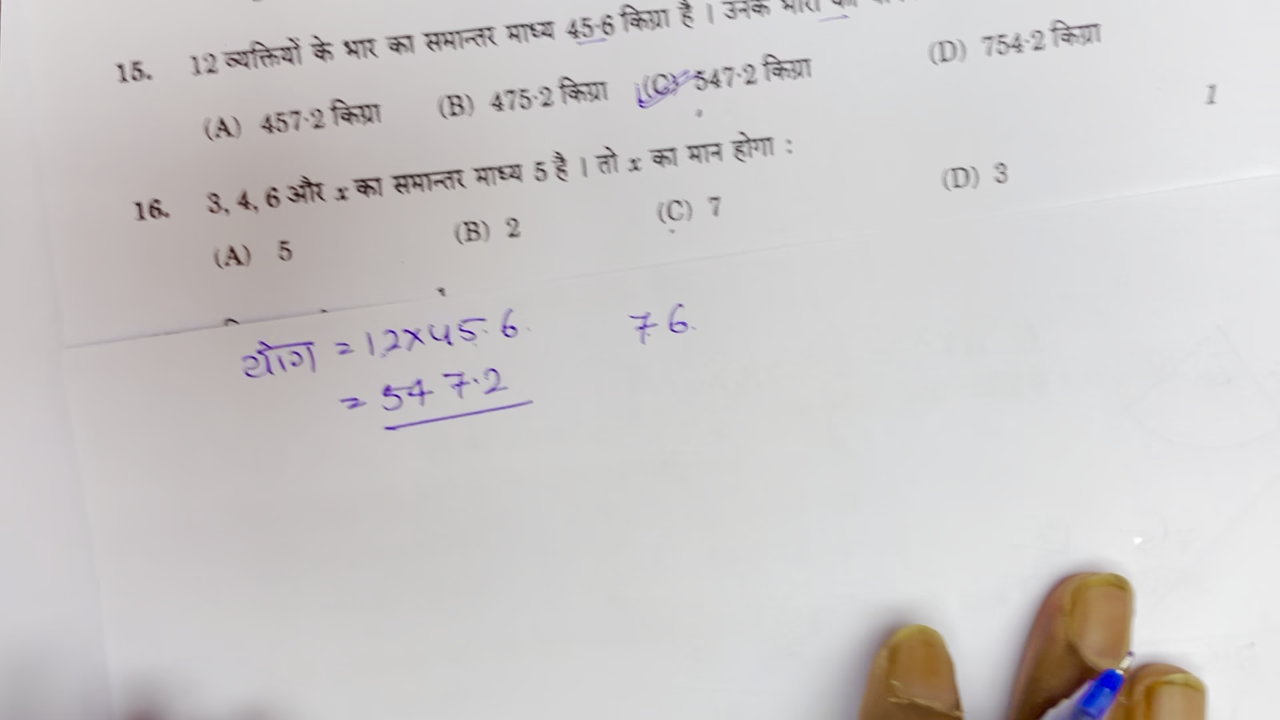 15. 12 व्यक्तियों के भार का समान्तर माध्य 45·6 किग्रा है । उनके भारों का
(A) 457·2 किग्रा (B) 475·2 किग्रा (C) 547·2 किग्रा (D) 754·2 किग्रा
1
16. 3, 4, 6 और x का समान्तर माध्य 5 है । तो x का मान होगा :
(A) 5 (B) 2 (C) 7 (D) 3
योग = 12×45.6 76.
= 547.2